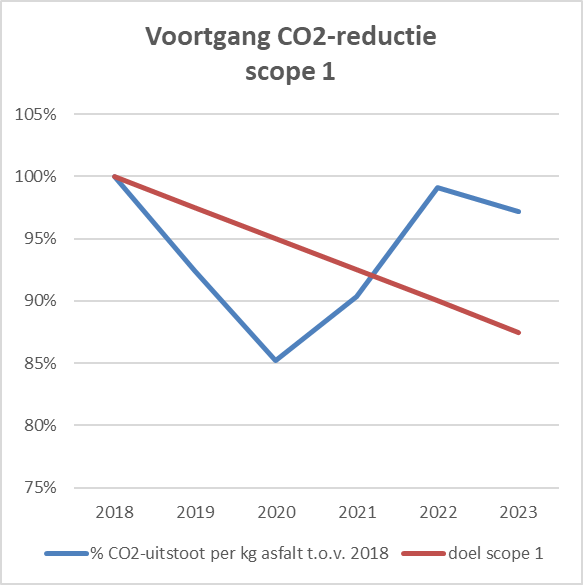 Voortgang CO2-reductie
scope 1
105%
100%
95%
90%
85%
80%
75%
2018 2019 2020 2021 2022 2023
% CO2-uitstoot per kg asfalt t.o.v. 2018 doel scope 1